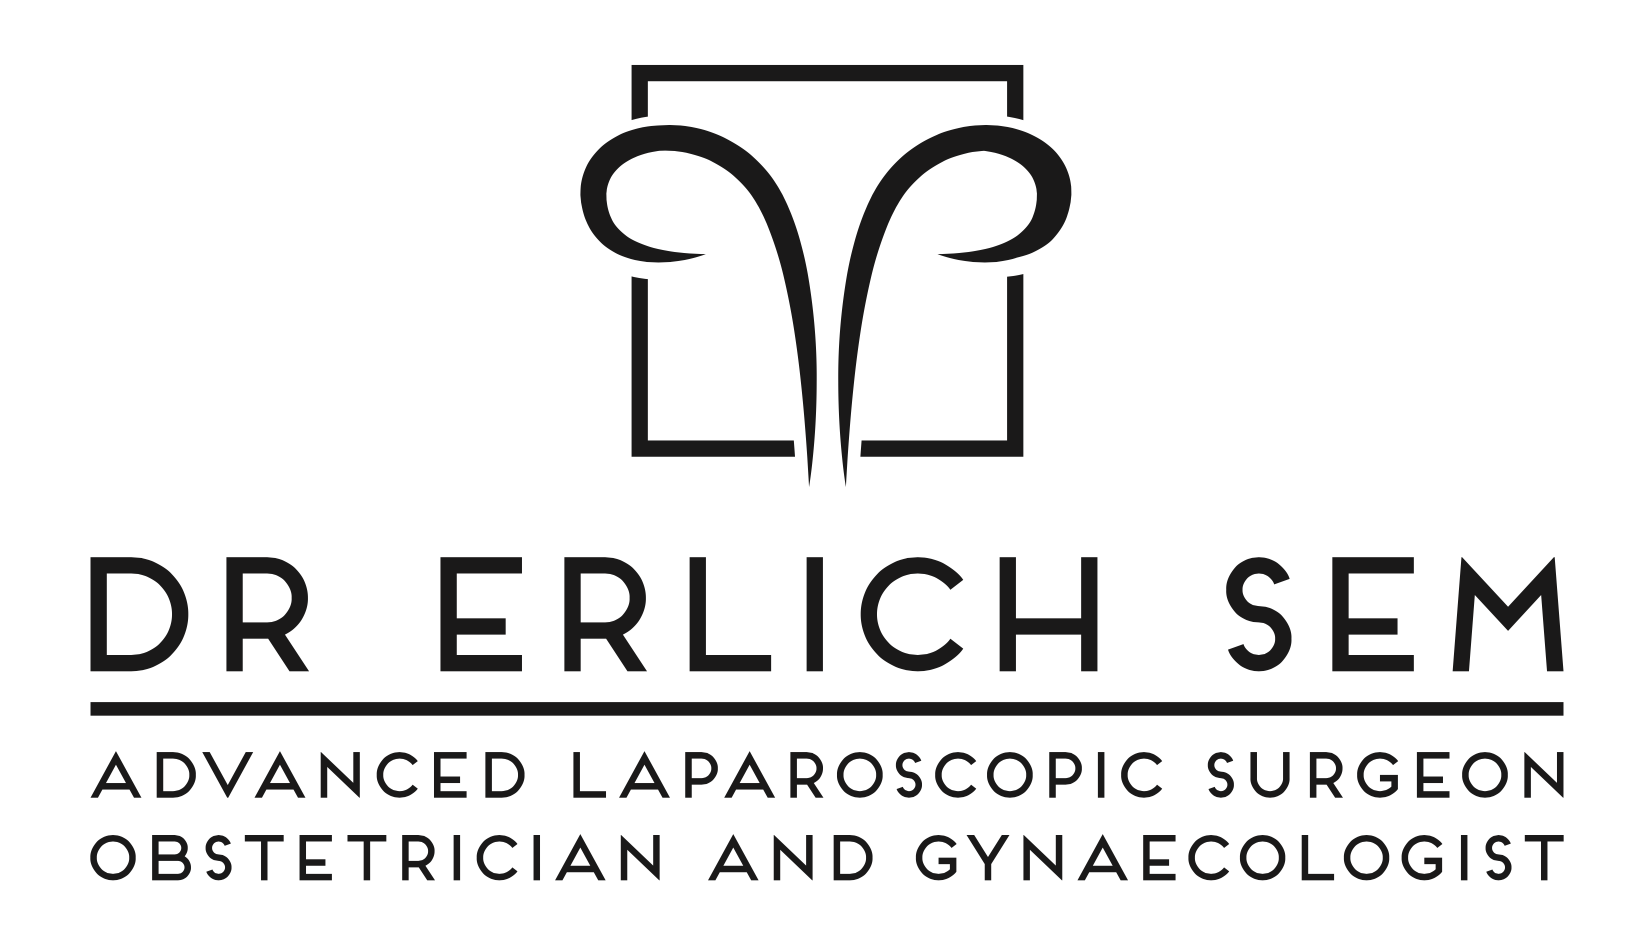 DR ERLICH SEM
ADVANCED LAPAROSCOPIC SURGEON
OBSTETRICIAN AND GYNAECOLOGIST